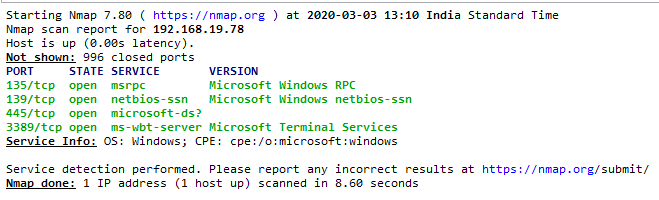 Starting Nmap 7.80 ( https://nmap.org ) at 2020-03-03 13:10 India Standard Time
Nmap scan report for 192.168.19.78
Host is up (0.00s latency).
Not shown: 996 closed ports
PORT     STATE SERVICE       VERSION
135/tcp  open  msrpc         Microsoft Windows RPC
139/tcp  open  netbios-ssn   Microsoft Windows netbios-ssn
445/tcp  open  microsoft-ds?
3389/tcp open  ms-wbt-server Microsoft Terminal Services
Service Info: OS: Windows; CPE: cpe:/o:microsoft:windows

Service detection performed. Please report any incorrect results at https://nmap.org/submit/
Nmap done: 1 IP address (1 host up) scanned in 8.60 seconds